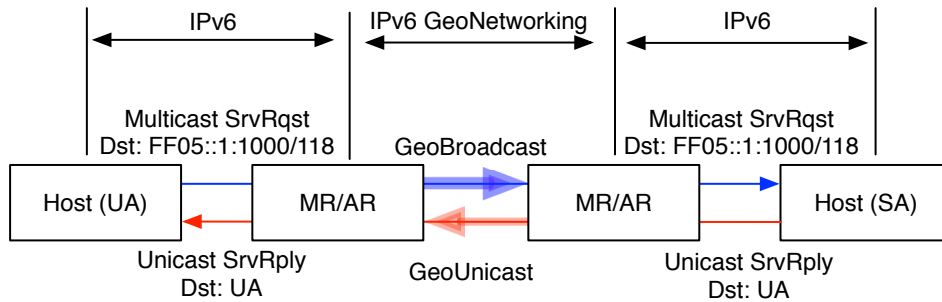 IPv6
IPv6 GeoNetworking
IPv6
Multicast SrvRqst
Dst: FF05::1:1000/118
GeoBroadcast
Multicast SrvRqst
Dst: FF05::1:1000/118
Host (UA)
MR/AR
MR/AR
Host (SA)
Unicast SrvRply
Dst: UA
GeoUnicast
Unicast SrvRply
Dst: UA